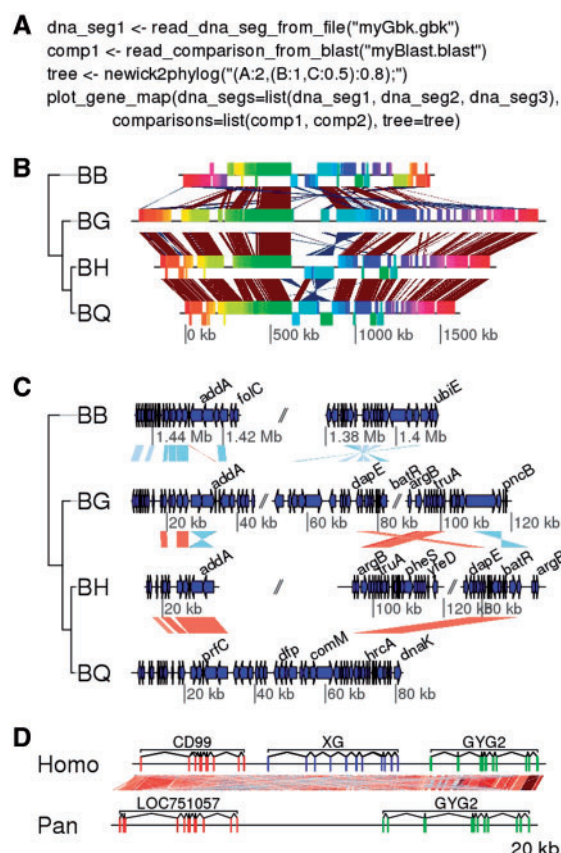 A
dna_seg1 <- read_dna_seg_from_file("myGbk.gbk")
comp1 <- read_comparison_from_blast("myBlast.blast")
tree <- newick2phylog("(A:2,(B:1,C:0.5):0.8);")
plot_gene_map(dna_segs=list(dna_seg1, dna_seg2, dna_seg3),
comparisons=list(comp1, comp2), tree=tree)
B
BB
BG
BH
BQ
0 kb 500 kb 1000 kb 1500 kb
C
addA folC ubiE
BB //
1.44 Mb 1.42 Mb 1.38 Mb 1.4 Mb
addA dapE batR argB truA pncB
BG // //
20 kb 40 kb 60 kb 80 kb 100 kb 120 kb
addA argB truA pheS yfeD dapE batR argB
BH // //
20 kb 100 kb 120 kb 80 kb
prfC dfp comM hrcA dnaK
BQ
20 kb 40 kb 60 kb 80 kb
D
CD99 XG GYG2
Homo
LOC751057 GYG2
Pan
20 kb